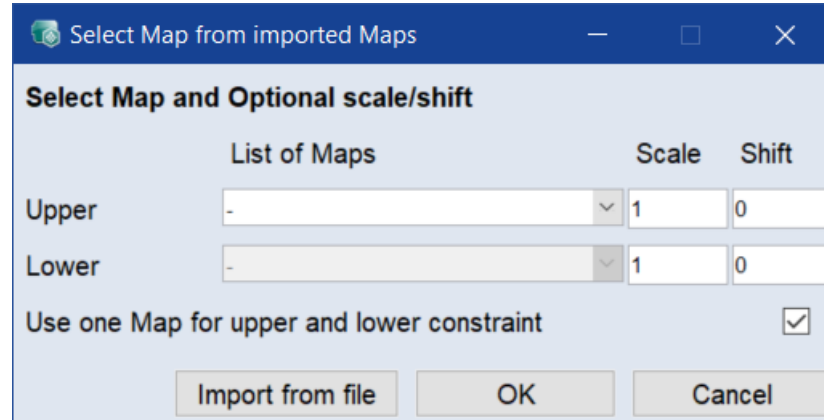 Select Map from imported Maps
Select Map and Optional scale/shift
List of Maps Scale Shift
Upper - 1 0
Lower - 1 0
Use one Map for upper and lower constraint
Import from file OK Cancel